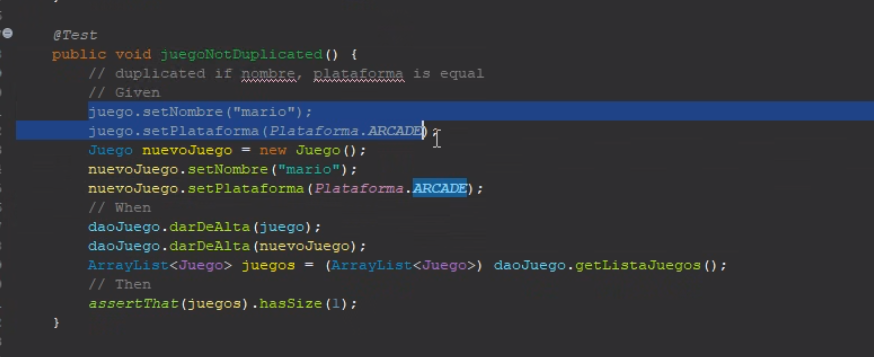 @Test
public void juegoNotDuplicated() {
// duplicated if nombre, plataforma is equal
// Given
juego.setNombre("mario");
juego.setPlataforma(Plataforma.ARCADE);
Juego nuevoJuego = new Juego();
nuevoJuego.setNombre("mario");
nuevoJuego.setPlataforma(Plataforma.ARCADE);
// When
daoJuego.darDeAlta(juego);
daoJuego.darDeAlta(nuevoJuego);
ArrayList<Juego> juegos = (ArrayList<Juego>) daoJuego.getListaJuegos();
// Then
assertThat(juegos).hasSize(1);
}